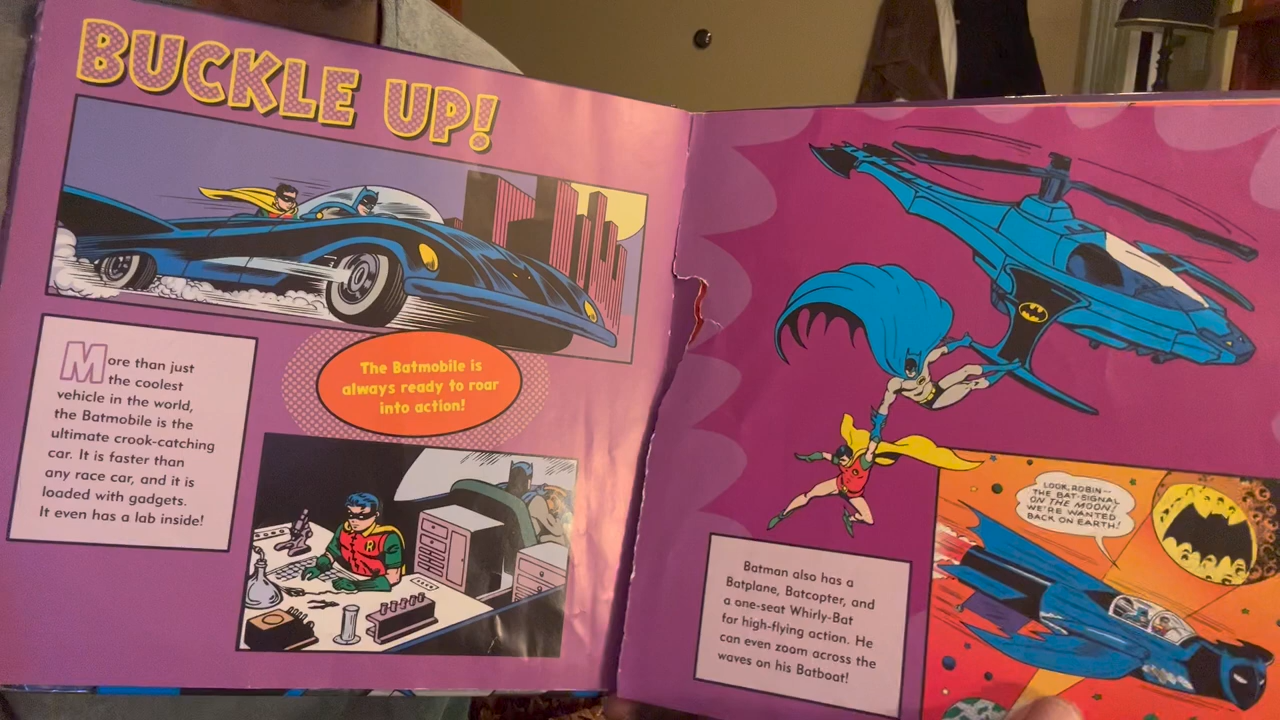 BUCKLE UP!
More than just
the coolest
vehicle in the world,
the Batmobile is the
ultimate crook-catching
car. It is faster than
any race car, and it is
loaded with gadgets.
It even has a lab inside!
The Batmobile is
always ready to roar
into action!
R
LOOK, ROBIN—
THE BAT-SIGNAL
ON THE MOON!
WE'RE WANTED
BACK ON EARTH!
Batman also has a
Batplane, Batcopter, and
a one-seat Whirly-Bat
for high-flying action. He
can even zoom across the
waves on his Batboat!